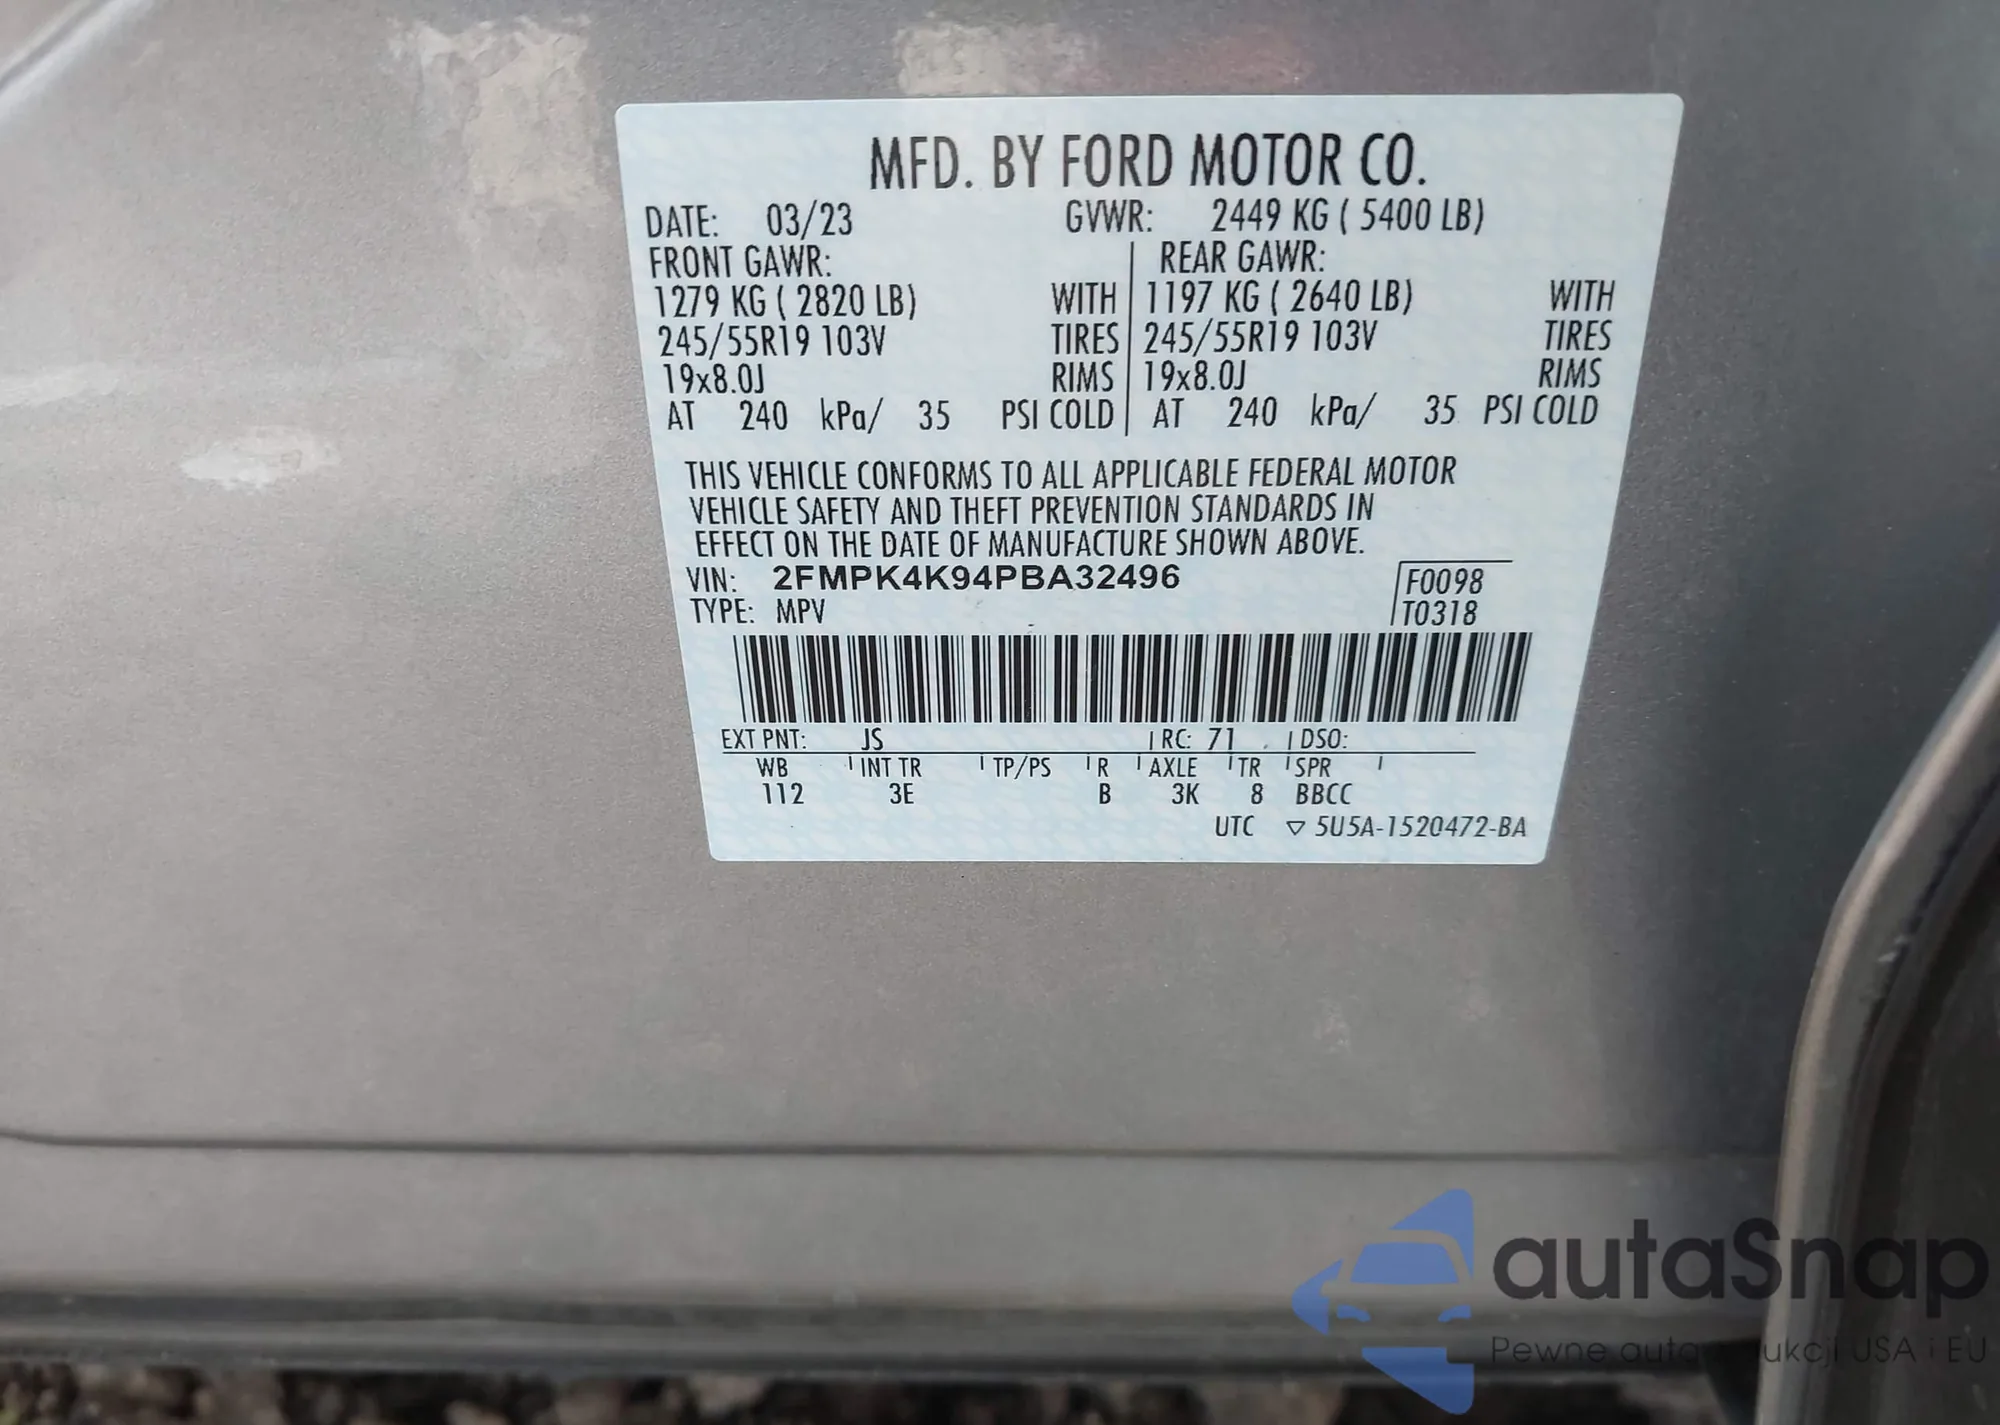 MFD. BY FORD MOTOR CO.
DATE: 03/23 GVWR: 2449 KG ( 5400 LB)
FRONT GAWR: REAR GAWR:
1279 KG ( 2820 LB) WITH 1197 KG ( 2640 LB) WITH
245/55R19 103V TIRES 245/55R19 103V TIRES
19x8.0J RIMS 19x8.0J RIMS
AT 240 kPa/ 35 PSI COLD AT 240 kPa/ 35 PSI COLD
THIS VEHICLE CONFORMS TO ALL APPLICABLE FEDERAL MOTOR
VEHICLE SAFETY AND THEFT PREVENTION STANDARDS IN
EFFECT ON THE DATE OF MANUFACTURE SHOWN ABOVE.
VIN: 2FMPK4K94PBA32496 F0098
TYPE: MPV T0318
EXT PNT: JS RC: 71 DSO:
WB INT TR TP/PS R AXLE TR SPR
112 3E B 3K 8 BBCC
UTC ▽ 5U5A-1520472-BA
autaSnap
Pewne auta USA i EU